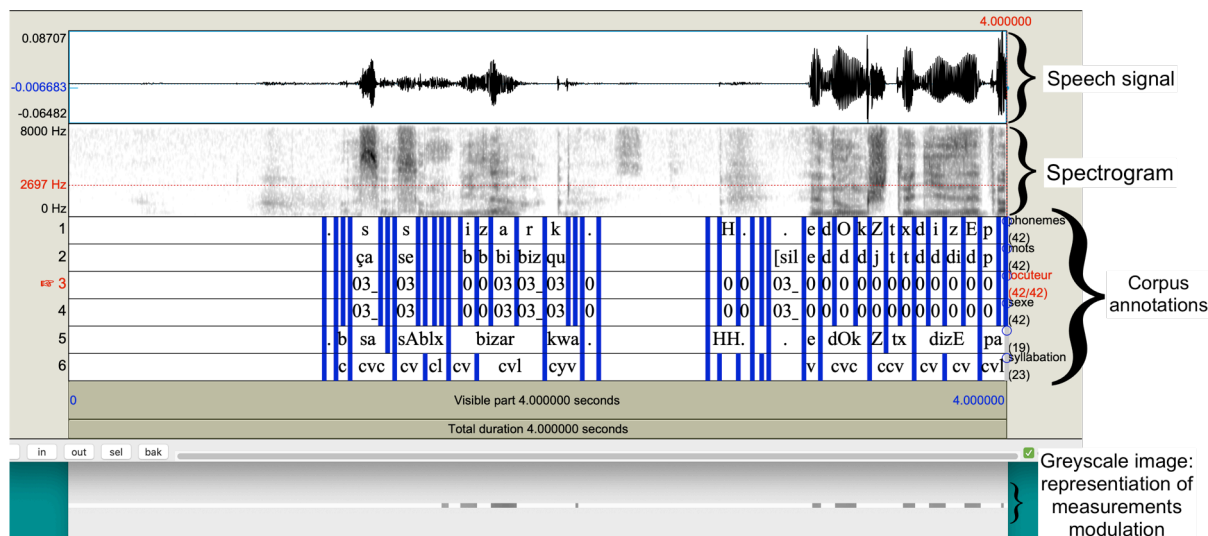 4.000000
0.08707
-0.006683
-0.06482
Speech signal
8000 Hz
2697 Hz
0 Hz
Spectrogram
1 . s s i z a r k . H . . e d O k Z t x d i z E p phonemes (42)
2 ça se b b bi biz qu [sil e d d d j t t d di d p mots (42)
3 03_ 03 0 0 03 03_ 03 0 0 0 03_ 0 0 0 0 0 0 0 0 0 0 0 locuteur (42/42)
4 03_ 03 0 0 03 03_ 03 0 0 0 03_ 0 0 0 0 0 0 0 0 0 0 0 sexe (42)
5 . b sa sAblx bizar kwa . HH. . e dOk Z tx dizE pa (19)
6 c cvc cv cl cv cvl cyv v cvc ccv cv cv cvl syllabation (23)
Corpus
annotations
0 Visible part 4.000000 seconds 4.000000
Total duration 4.000000 seconds
in out sel bak
Greyscale image:
representiation of
measurements
modulation